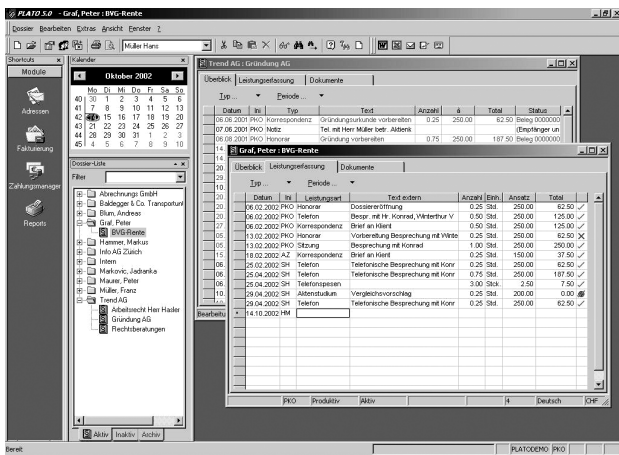 PLATO 5.0 - Graf, Peter : BVG-Rente
Dossier Bearbeiten Extras Ansicht Fenster ?
Müller Hans
Shortcuts
Module
Adressen
Fakturierung
Zahlungsmanager
Reports
Kalender
Oktober 2002
Mo Di Mi Do Fr Sa So
40 30 1 2 3 4 5 6
41 7 8 9 10 11 12 13
42 15 16 17 18 19 20
43 21 22 23 24 25 26 27
44 28 29 30 31 1 2 3
45 4 5 6 7 8 9 10
Dossier-Liste
Filter
Abrechnungs GmbH
Baldegger & Co. Transportunt
Blum, Andreas
Graf, Peter
BVG-Rente
Hammer, Markus
Info AG Zürich
Intern
Markovic, Jadranka
Maurer, Peter
Müller, Franz
Trend AG
Arbeitsrecht Herr Hasler
Gründung AG
Rechtsberatungen
Aktiv Inaktiv Archiv
Trend AG : Gründung AG
Überblick Leistungserfassung Dokumente
Typ ... Periode ...
Datum Ini Typ Text Anzahl á Total Status
06.06.2001 PKO Korrespondenz Gründungsurkunde vorbereiten 0.25 250.00 62.50 Beleg 0000000
07.06.2001 PKO Notiz Tel. mit Herr Müller betr. Aktienk (Empfänger un
08.08.2001 PKO Honorar Gründung vorbereiten 0.75 250.00 187.50 Beleg 0000000
Bearbeitu
Graf, Peter : BVG-Rente
Überblick Leistungserfassung Dokumente
Typ ... Periode ...
Datum Ini Leistungsart Text extern Anzahl Einh. Ansatz Total
06.02.2002 PKO Honorar Dossiereröffnung 0.25 Std. 250.00 62.50
06.02.2002 PKO Telefon Bespr. mit Hr. Konrad, Winterthur V 0.50 Std. 250.00 125.00
06.02.2002 PKO Korrespondenz Brief an Klient 0.50 Std. 250.00 125.00
13.02.2002 PKO Honorar Vorbereitung Besprechung mit Winte 0.25 Std. 250.00 62.50
13.02.2002 PKO Sitzung Besprechung mit Konrad 1.00 Std. 250.00 250.00
18.02.2002 AZ Korrespondenz Brief an Klient 0.25 Std. 150.00 37.50
25.02.2002 SH Telefon Telefonische Besprechung mit Konr 0.25 Std. 250.00 62.50
25.04.2002 SH Telefon Telefonische Besprechung mit Konr 0.75 Std. 250.00 187.50
25.04.2002 SH Telefonspesen 3.00 Stck. 2.50 7.50
29.04.2002 SH Aktenstudium Vergleichsvorschlag 0.25 Std. 200.00 0.00
29.04.2002 SH Telefon Telefonische Besprechung mit Konr 0.25 Std. 250.00 62.50
* 14.10.2002 HM
PKO Produktiv Aktiv 4 Deutsch CHF
Bereit PLATODEMO PKO